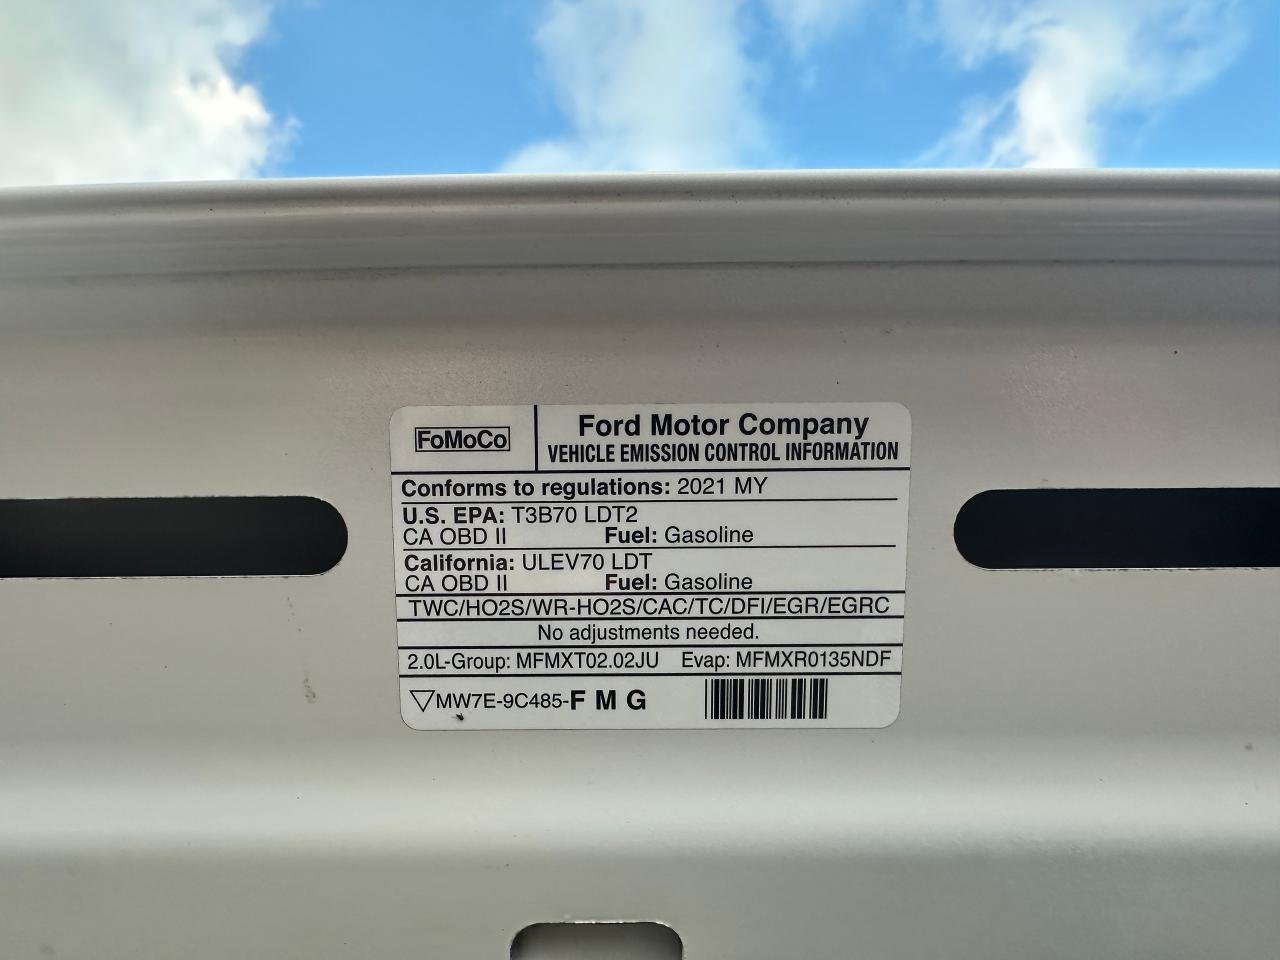 FoMoCo
Ford Motor Company
VEHICLE EMISSION CONTROL INFORMATION
Conforms to regulations: 2021 MY
U.S. EPA: T3B70 LDT2
CA OBD II Fuel: Gasoline
California: ULEV70 LDT
CA OBD II Fuel: Gasoline
TWC/HO2S/WR-HO2S/CAC/TC/DFI/EGR/EGRC
No adjustments needed.
2.0L-Group: MFMXT02.02JU Evap: MFMXR0135NDF
MW7E-9C485-F M G